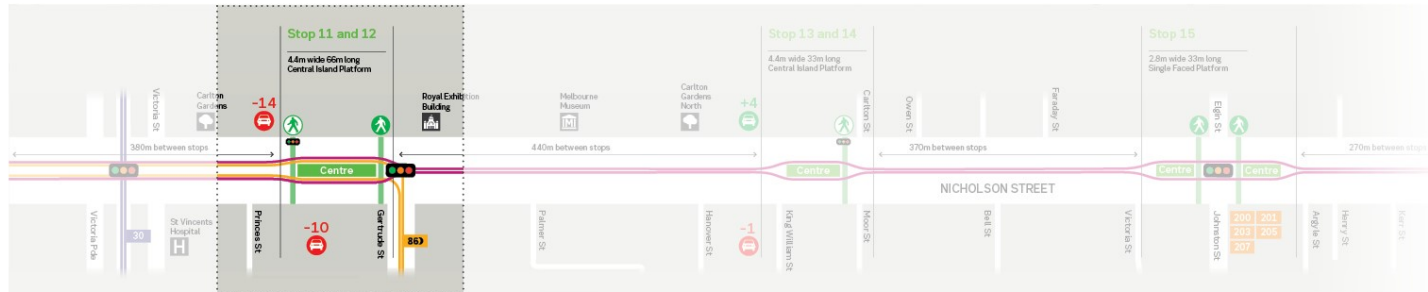 Stop 11 and 12
4.4m wide 66m long
Central Island Platform
Stop 13 and 14
4.4m wide 33m long
Central Island Platform
Stop 15
2.8m wide 33m long
Single Faced Platform
Victoria St
Carlton
Gardens
-14
Royal Exhibition
Building
Melbourne
Museum
Carlton
Gardens
North
+4
Carlton St
Owen St
Faraday St
Elgin St
380m between stops
440m between stops
370m between stops
270m between stops
Centre
Centre
Centre
Centre
NICHOLSON STREET
Victoria Pde
30
St Vincents
Hospital
H
Princes St
-10
Gertrude St
86
Palmer St
Hanover St
-1
King William St
Moor St
Bell St
Victoria St
Johnston St
200
201
203
205
207
Argyle St
Henry St
Kerr St